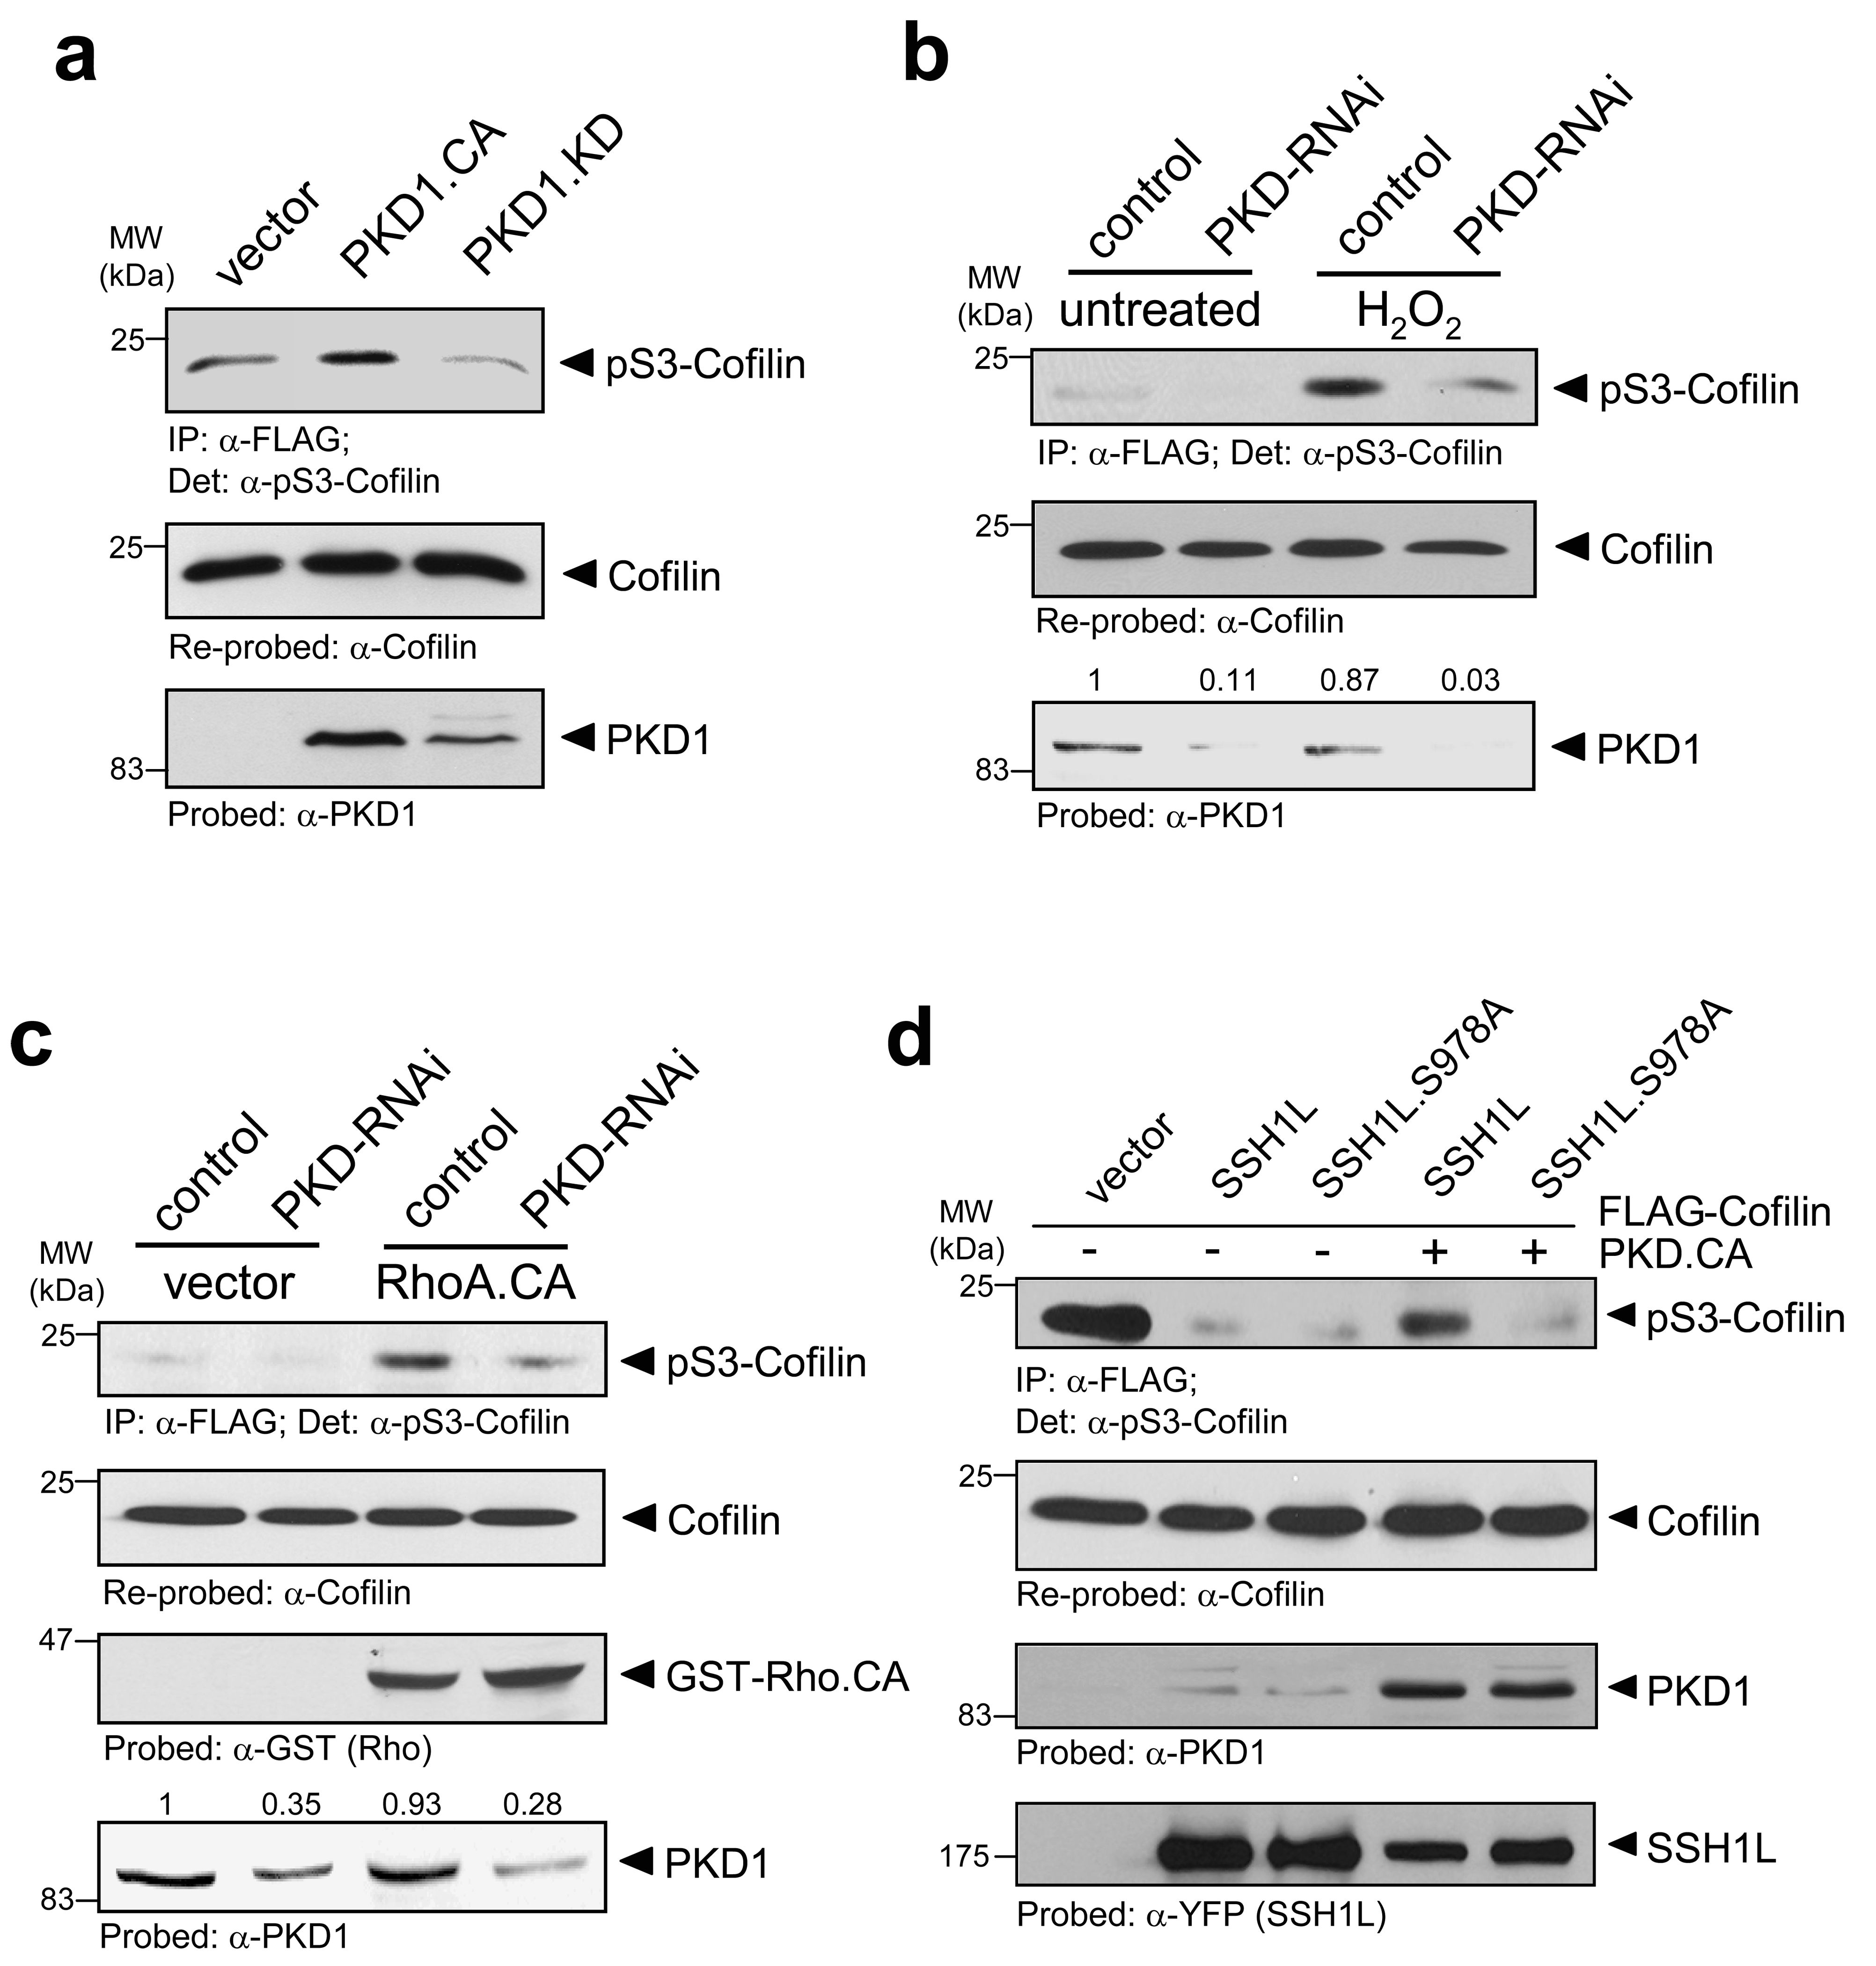 a
vector
PKD1.CA
PKD1.KD
MW
(kDa)
25
pS3-Cofilin
IP: α-FLAG;
Det: α-pS3-Cofilin
25
Cofilin
Re-probed: α-Cofilin
PKD1
83
Probed: α-PKD1
b
control
PKD-RNAi
control
PKD-RNAi
MW
(kDa)
untreated
H2O2
25
pS3-Cofilin
IP: α-FLAG; Det: α-pS3-Cofilin
25
Cofilin
Re-probed: α-Cofilin
1 0.11 0.87 0.03
PKD1
83
Probed: α-PKD1
c
control
PKD-RNAi
control
PKD-RNAi
MW
(kDa)
vector
RhoA.CA
25
pS3-Cofilin
IP: α-FLAG; Det: α-pS3-Cofilin
25
Cofilin
Re-probed: α-Cofilin
47
GST-Rho.CA
Probed: α-GST (Rho)
1 0.35 0.93 0.28
PKD1
83
Probed: α-PKD1
d
vector
SSH1L
SSH1L.S978A
SSH1L
SSH1L.S978A
MW
(kDa)
FLAG-Cofilin
- - - + + PKD.CA
25
pS3-Cofilin
IP: α-FLAG;
Det: α-pS3-Cofilin
25
Cofilin
Re-probed: α-Cofilin
PKD1
83
Probed: α-PKD1
175
SSH1L
Probed: α-YFP (SSH1L)